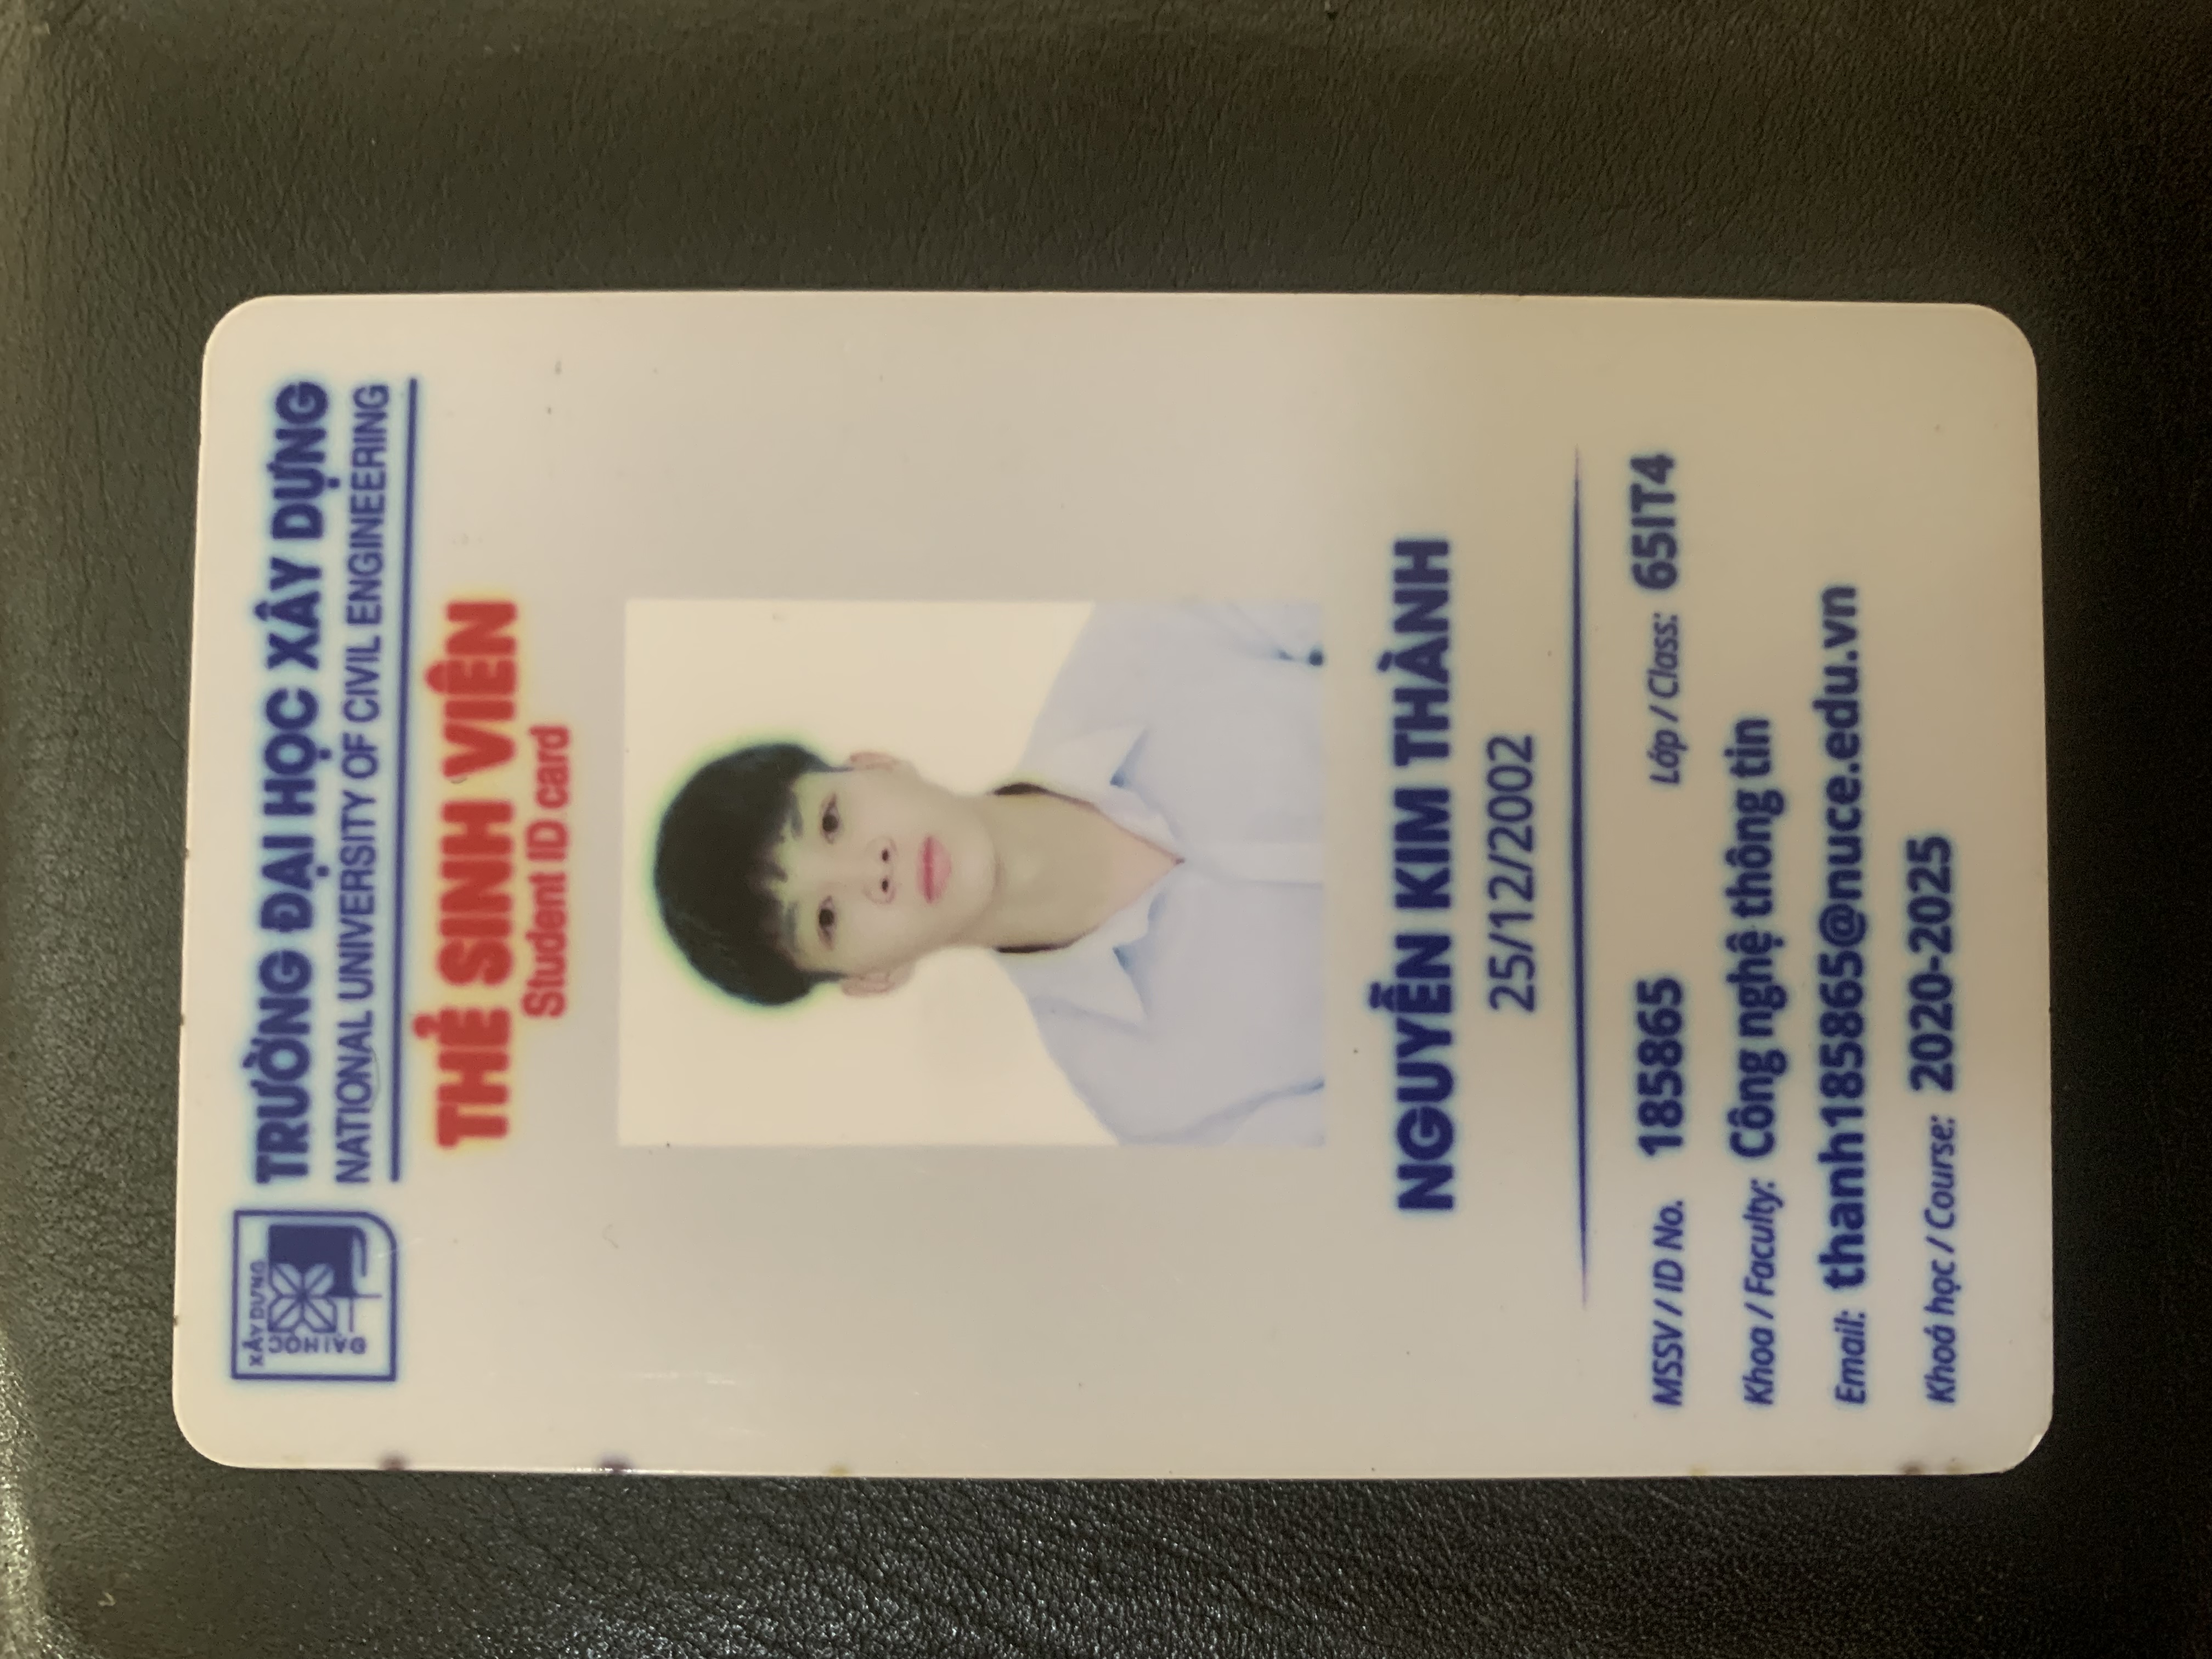 XÂY DỰNG
ĐẠI HỌC
TRƯỜNG ĐẠI HỌC XÂY DỰNG
NATIONAL UNIVERSITY OF CIVIL ENGINEERING
THẺ SINH VIÊN
Student ID card
NGUYỄN KIM THÀNH
25/12/2002
MSSV / ID No. 185865 Lớp / Class: 65IT4
Khoa / Faculty: Công nghệ thông tin
Email: thanh185865@nuce.edu.vn
Khoá học / Course: 2020-2025